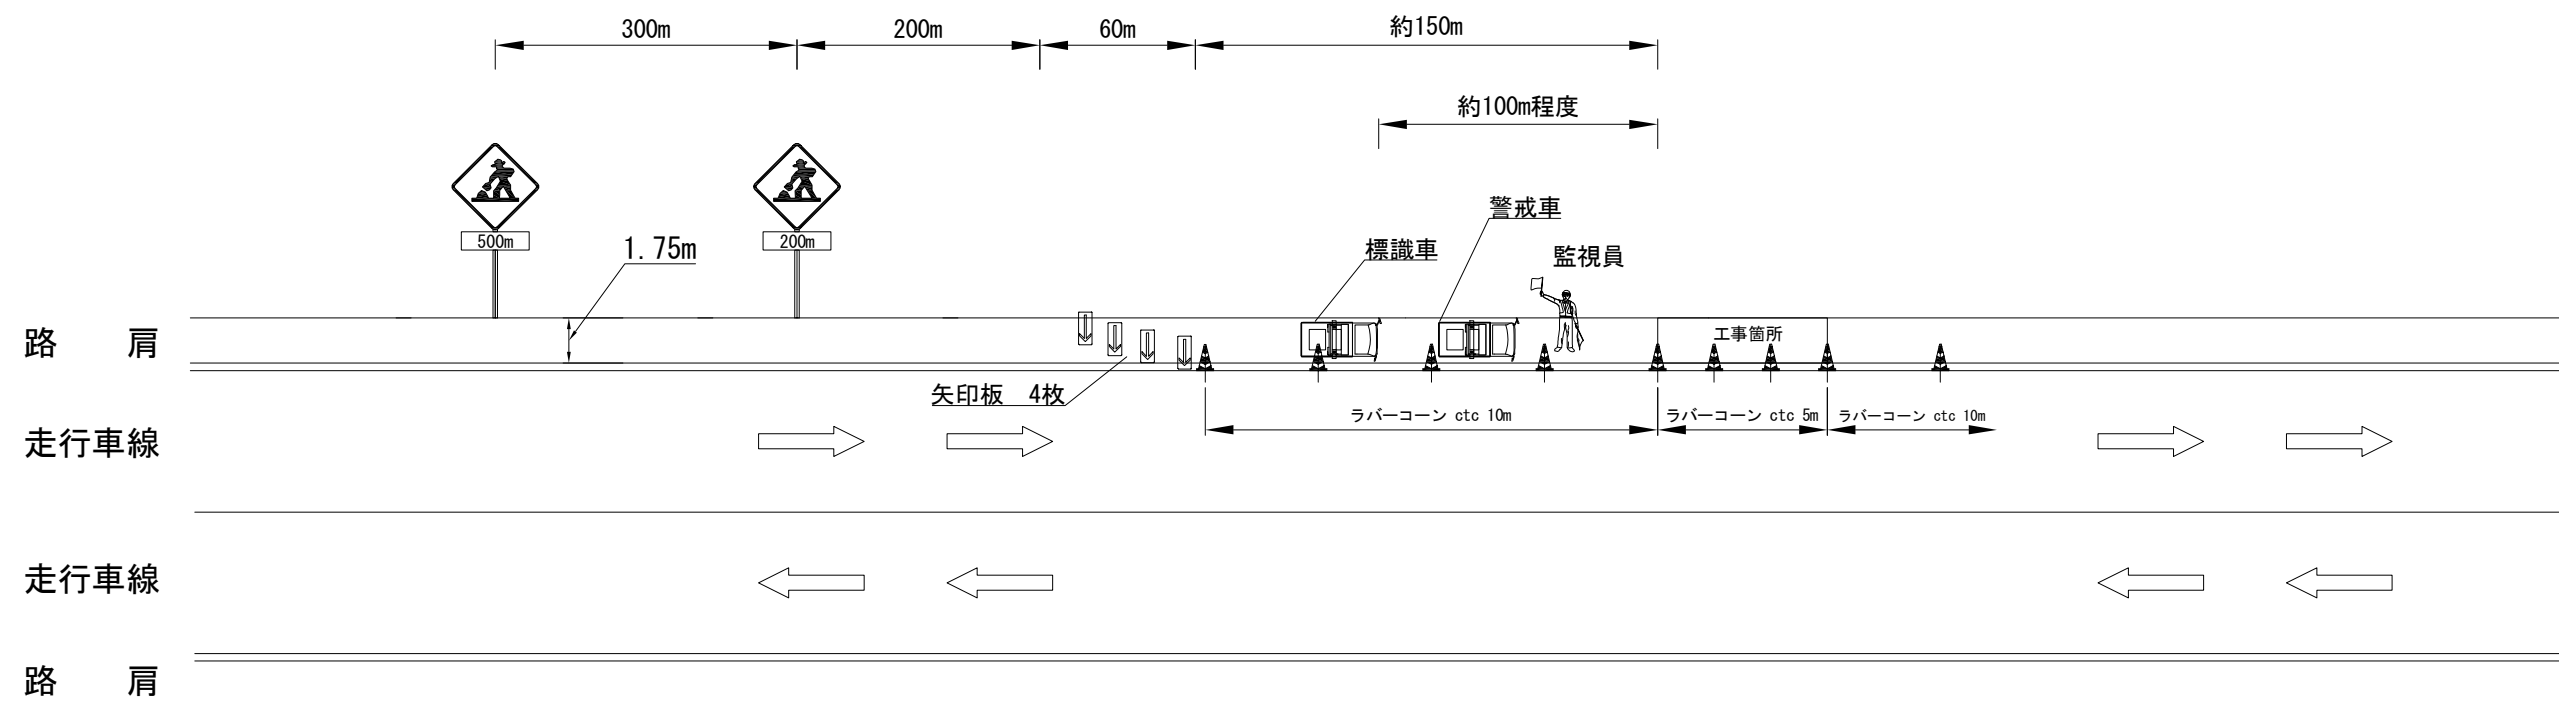 300m
200m
60m
約150m
約100m程度
500m
200m
1.75m
警戒車
標識車
監視員
路　　肩
工事箇所
矢印板　4枚
ラバーコーン ctc 10m
ラバーコーン ctc 5m
ラバーコーン ctc 10m
走行車線
走行車線
路　　肩